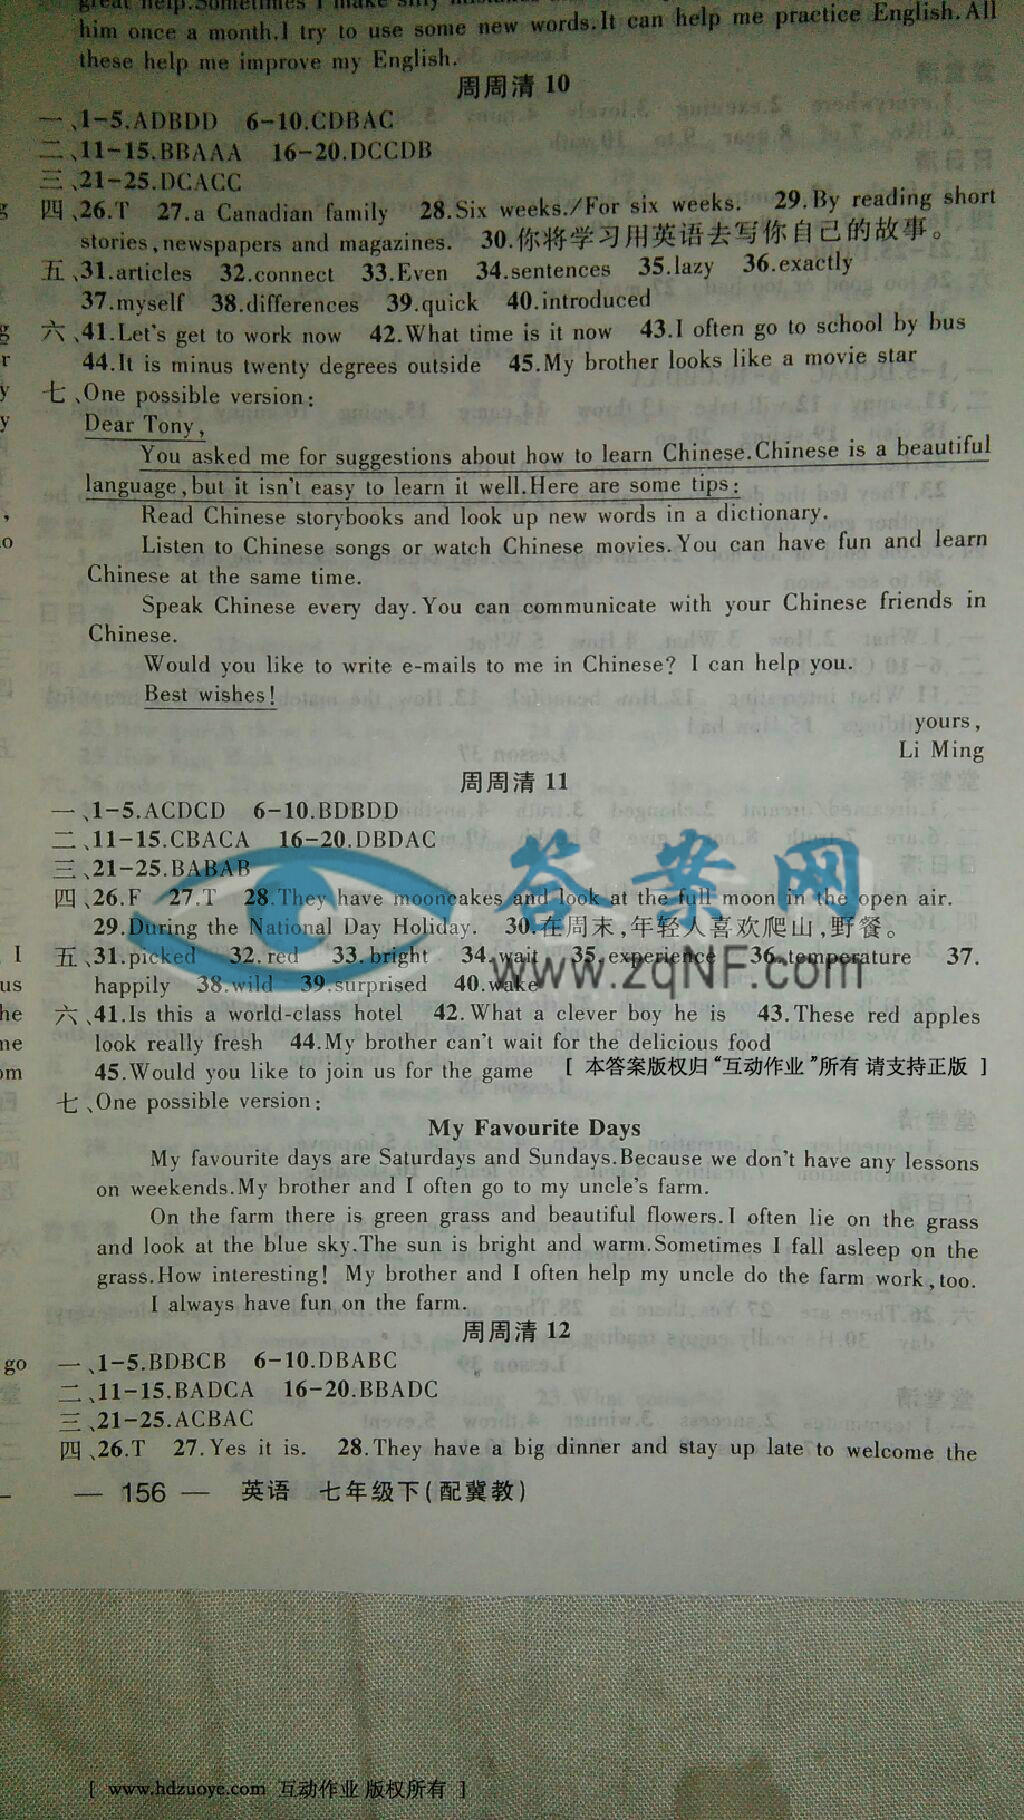 great help.Sometimes I make silly mistakes
him once a month.I try to use some new words.It can help me practice English.All
these help me improve my English.
周周清 10
一、1-5.ADBDD 6-10.CDBAC
二、11-15.BBAAA 16-20.DCCDB
三、21-25.DCACC
四、26.T 27.a Canadian family 28.Six weeks./For six weeks. 29.By reading short
stories,newspapers and magazines. 30.你将学习用英语去写你自己的故事。
五、31.articles 32.connect 33.Even 34.sentences 35.lazy 36.exactly
37.myself 38.differences 39.quick 40.introduced
六、41.Let's get to work now 42.What time is it now 43.I often go to school by bus
44.It is minus twenty degrees outside 45.My brother looks like a movie star
七、One possible version:
Dear Tony,
You asked me for suggestions about how to learn Chinese.Chinese is a beautiful
language,but it isn't easy to learn it well.Here are some tips:
Read Chinese storybooks and look up new words in a dictionary.
Listen to Chinese songs or watch Chinese movies.You can have fun and learn
Chinese at the same time.
Speak Chinese every day.You can communicate with your Chinese friends in
Chinese.
Would you like to write e-mails to me in Chinese? I can help you.
Best wishes!
yours,
Li Ming
周周清 11
一、1-5.ACDCD 6-10.BDBDD
二、11-15.CBACA 16-20.DBDAC
三、21-25.BABAB
答案网
四、26.F 27.T 28.They have mooncakes and look at the full moon in the open air.
29.During the National Day Holiday. 30.在周末,年轻人喜欢爬山,野餐。
五、31.picked 32.red 33.bright 34.wait 35.experience 36.temperature 37.
www.zqNF.com
happily 38.wild 39.surprised 40.wake
六、41.Is this a world-class hotel 42.What a clever boy he is 43.These red apples
look really fresh 44.My brother can't wait for the delicious food
45.Would you like to join us for the game
[ 本答案版权归“互动作业”所有 请支持正版 ]
七、One possible version:
My Favourite Days
My favourite days are Saturdays and Sundays.Because we don't have any lessons
on weekends.My brother and I often go to my uncle's farm.
On the farm there is green grass and beautiful flowers.I often lie on the grass
and look at the blue sky.The sun is bright and warm.Sometimes I fall asleep on the
grass.How interesting! My brother and I often help my uncle do the farm work,too.
I always have fun on the farm.
周周清 12
一、1-5.BDBCB 6-10.DBABC
二、11-15.BADCA 16-20.BBADC
三、21-25.ACBAC
四、26.T 27.Yes it is. 28.They have a big dinner and stay up late to welcome the
— 156 — 英语 七年级下(配冀教)
[ www.hdzuoye.com 互动作业 版权所有 ]